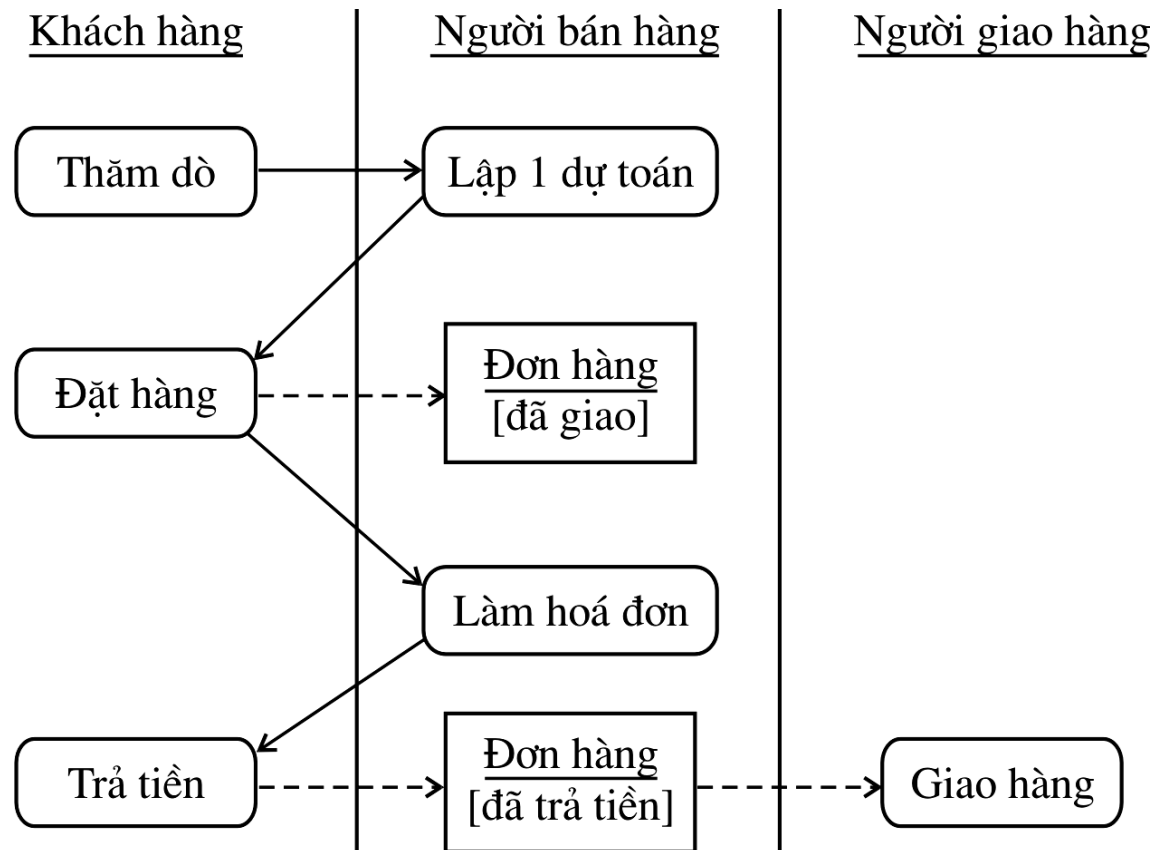 Khách hàng
Người bán hàng
Người giao hàng
Thăm dò
Lập 1 dự toán
Đặt hàng
Đơn hàng
[đã giao]
Làm hoá đơn
Trả tiền
Đơn hàng
[đã trả tiền]
Giao hàng